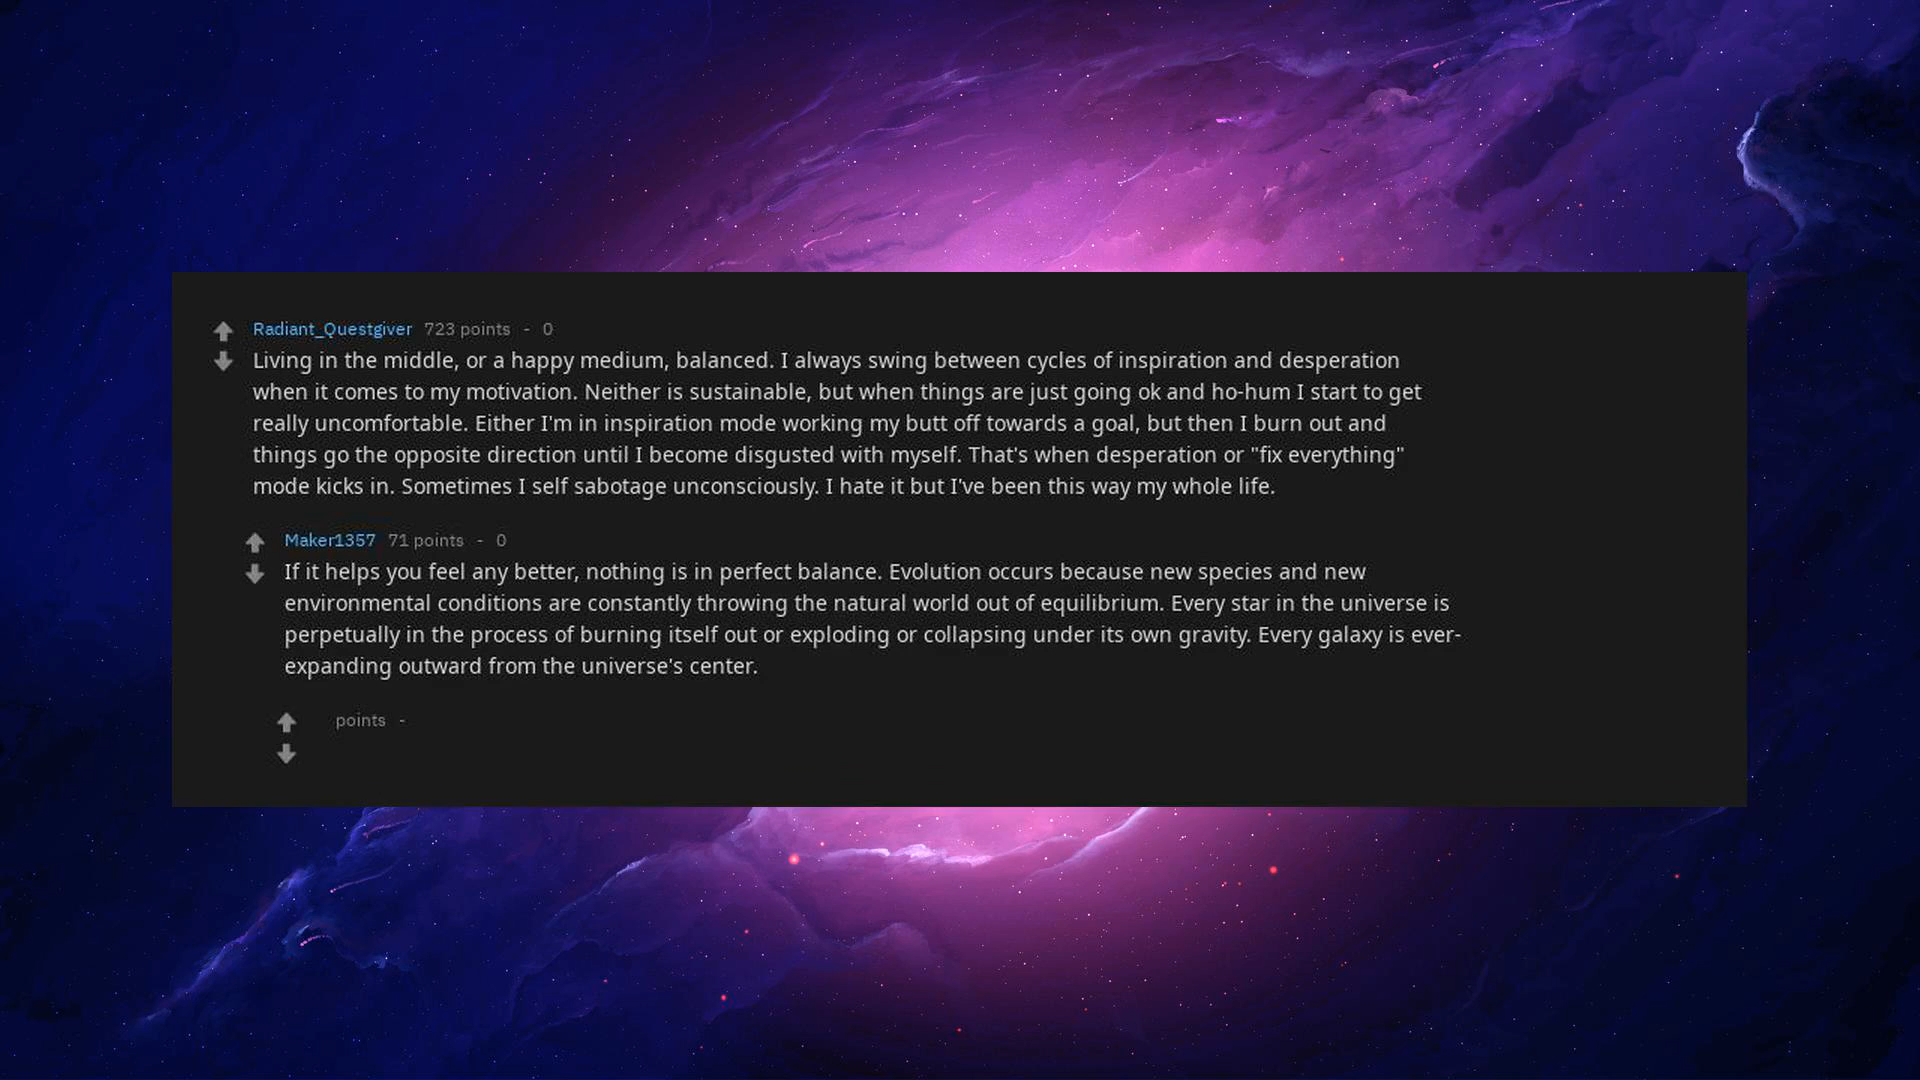 Radiant_Questgiver 723 points - 0
Living in the middle, or a happy medium, balanced. I always swing between cycles of inspiration and desperation
when it comes to my motivation. Neither is sustainable, but when things are just going ok and ho-hum I start to get
really uncomfortable. Either I'm in inspiration mode working my butt off towards a goal, but then I burn out and
things go the opposite direction until I become disgusted with myself. That's when desperation or "fix everything"
mode kicks in. Sometimes I self sabotage unconsciously. I hate it but I've been this way my whole life.
Maker1357 71 points - 0
If it helps you feel any better, nothing is in perfect balance. Evolution occurs because new species and new
environmental conditions are constantly throwing the natural world out of equilibrium. Every star in the universe is
perpetually in the process of burning itself out or exploding or collapsing under its own gravity. Every galaxy is ever-
expanding outward from the universe's center.
points -